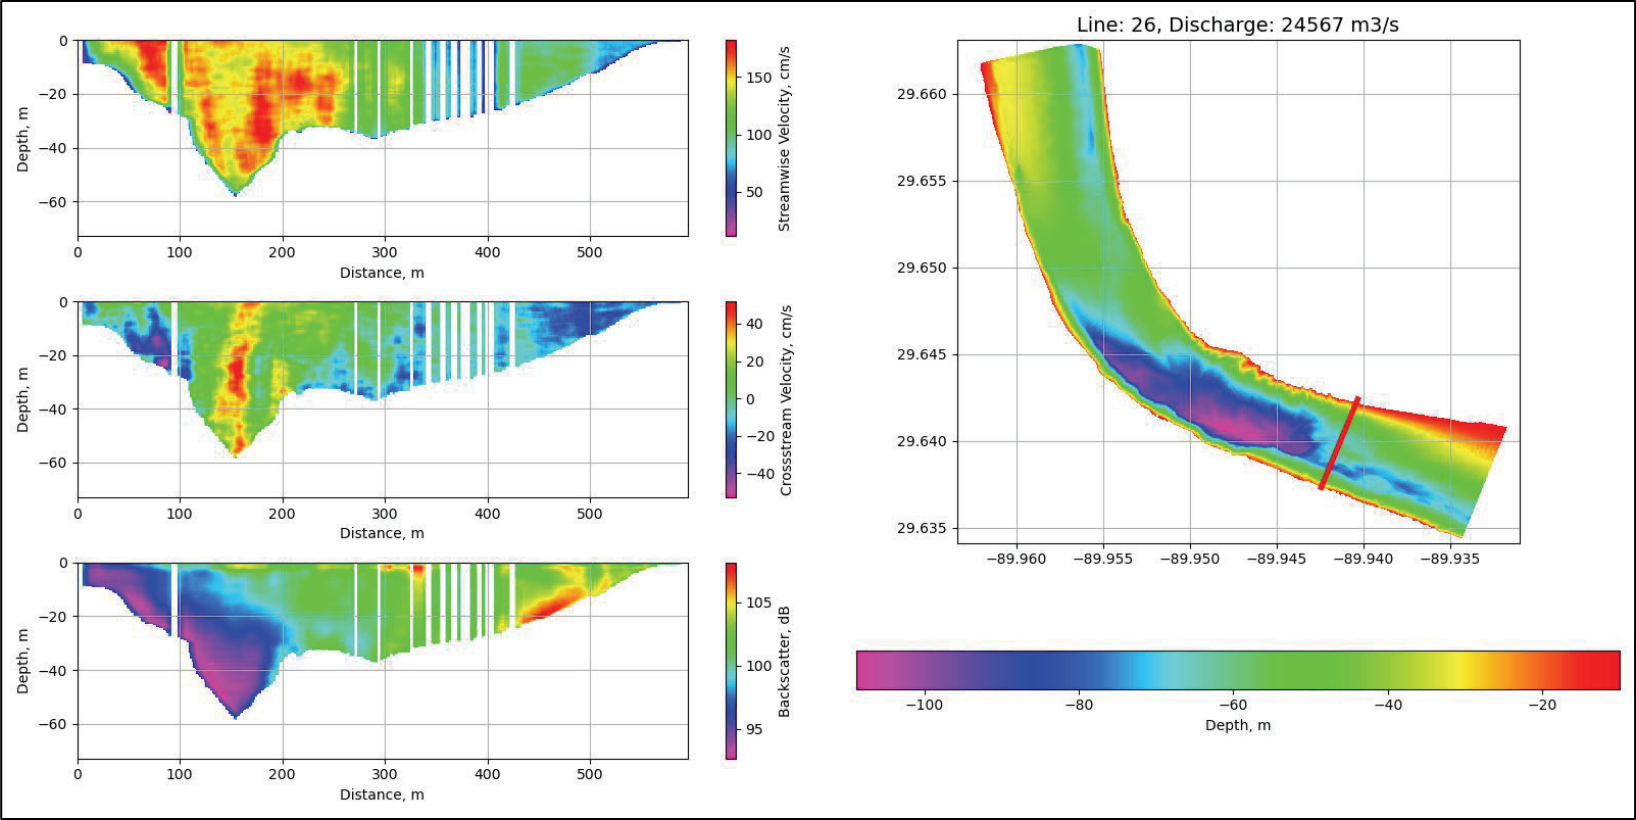 0
−20
−40
−60
Depth, m
0 100 200 300 400 500
Distance, m
150
100
50
Streamwise Velocity, cm/s
0
−20
−40
−60
Depth, m
0 100 200 300 400 500
Distance, m
40
20
0
−20
−40
Crossstream Velocity, cm/s
0
−20
−40
−60
Depth, m
0 100 200 300 400 500
Distance, m
105
100
95
Backscatter, dB
Line: 26, Discharge: 24567 m3/s
29.660
29.655
29.650
29.645
29.640
29.635
−89.960 −89.955 −89.950 −89.945 −89.940 −89.935
−100 −80 −60 −40 −20
Depth, m